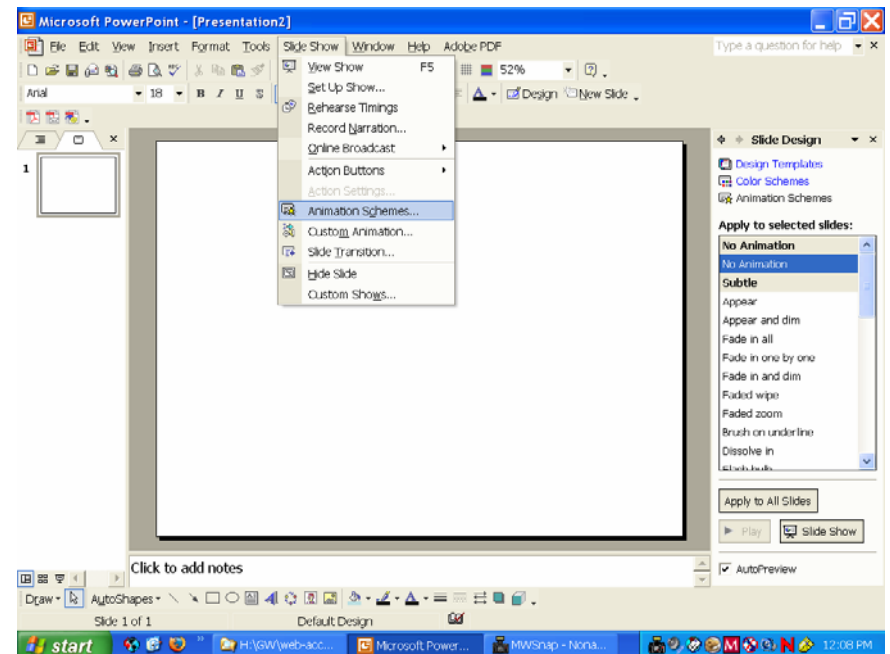 Microsoft PowerPoint - [Presentation2]
File Edit View Insert Format Tools Slide Show Window Help Adobe PDF
Type a question for help
52%
Arial 18 B I U S
A Design New Slide
View Show F5
Set Up Show...
Rehearse Timings
Record Narration...
Online Broadcast
Action Buttons
Action Settings...
Animation Schemes...
Custom Animation...
Slide Transition...
Hide Slide
Custom Shows...
1
Slide Design
Design Templates
Color Schemes
Animation Schemes
Apply to selected slides:
No Animation
No Animation
Subtle
Appear
Appear and dim
Fade in all
Fade in one by one
Fade in and dim
Faded wipe
Faded zoom
Brush on underline
Dissolve in
Flash bulb
Apply to All Slides
Play Slide Show
AutoPreview
Click to add notes
Draw AutoShapes
Slide 1 of 1 Default Design
start H:\GW\web-acc... Microsoft Power... MWSnap - Nona... 12:08 PM